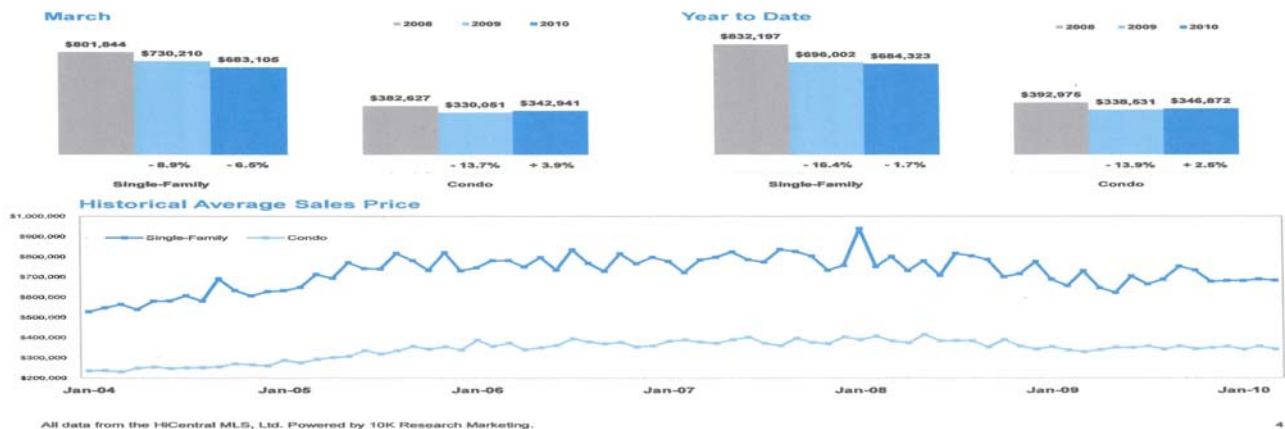 March
2008 2009 2010
$801,844 $730,210 $683,105
$382,627 $330,051 $342,941
- 8.9% - 6.5%
- 13.7% + 3.9%
Single-Family
Condo
Year to Date
2008 2009 2010
$832,197 $696,002 $684,323
$392,975 $338,531 $346,872
- 16.4% - 1.7%
- 13.9% + 2.5%
Single-Family
Condo
Historical Average Sales Price
Single-Family Condo
$1,000,000
$900,000
$800,000
$700,000
$600,000
$500,000
$400,000
$300,000
$200,000
Jan-04 Jan-05 Jan-06 Jan-07 Jan-08 Jan-09 Jan-10
All data from the HiCentral MLS, Ltd. Powered by 10K Research Marketing.
4